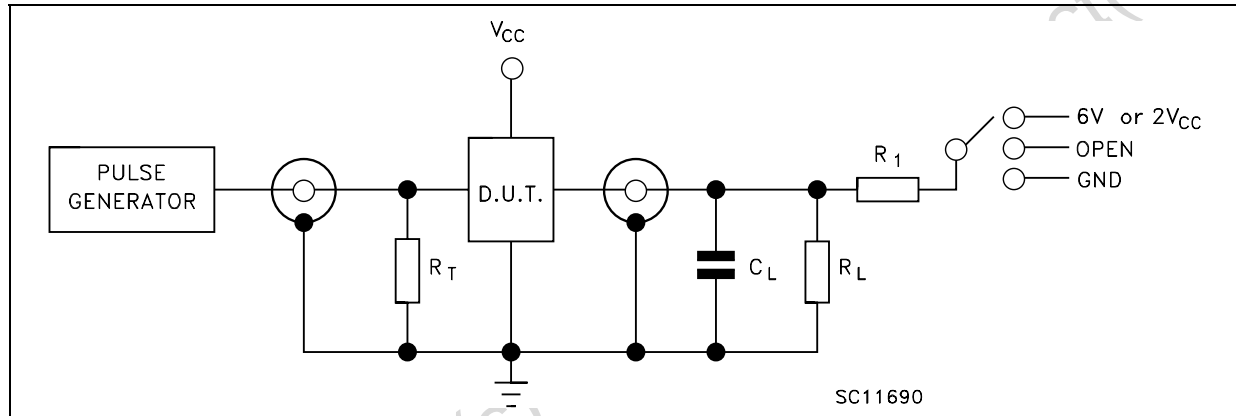 VCC
PULSE
GENERATOR
D.U.T.
RT
CL
RL
R1
6V or 2VCC
OPEN
GND
SC11690